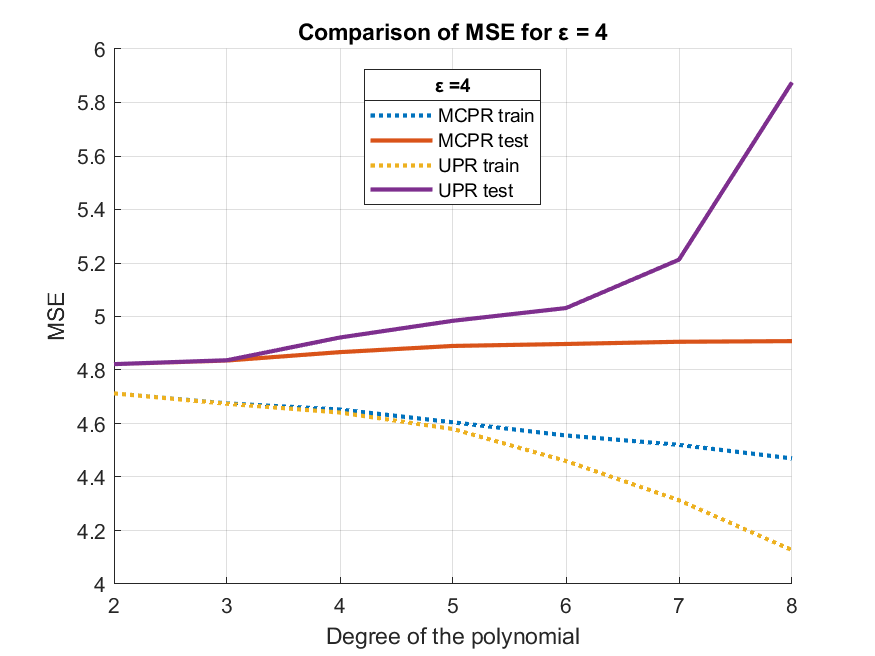 Comparison of MSE for ε = 4
6
5.8
5.6
5.4
5.2
5
4.8
4.6
4.4
4.2
4
MSE
ε =4
MCPR train
MCPR test
UPR train
UPR test
2 3 4 5 6 7 8
Degree of the polynomial